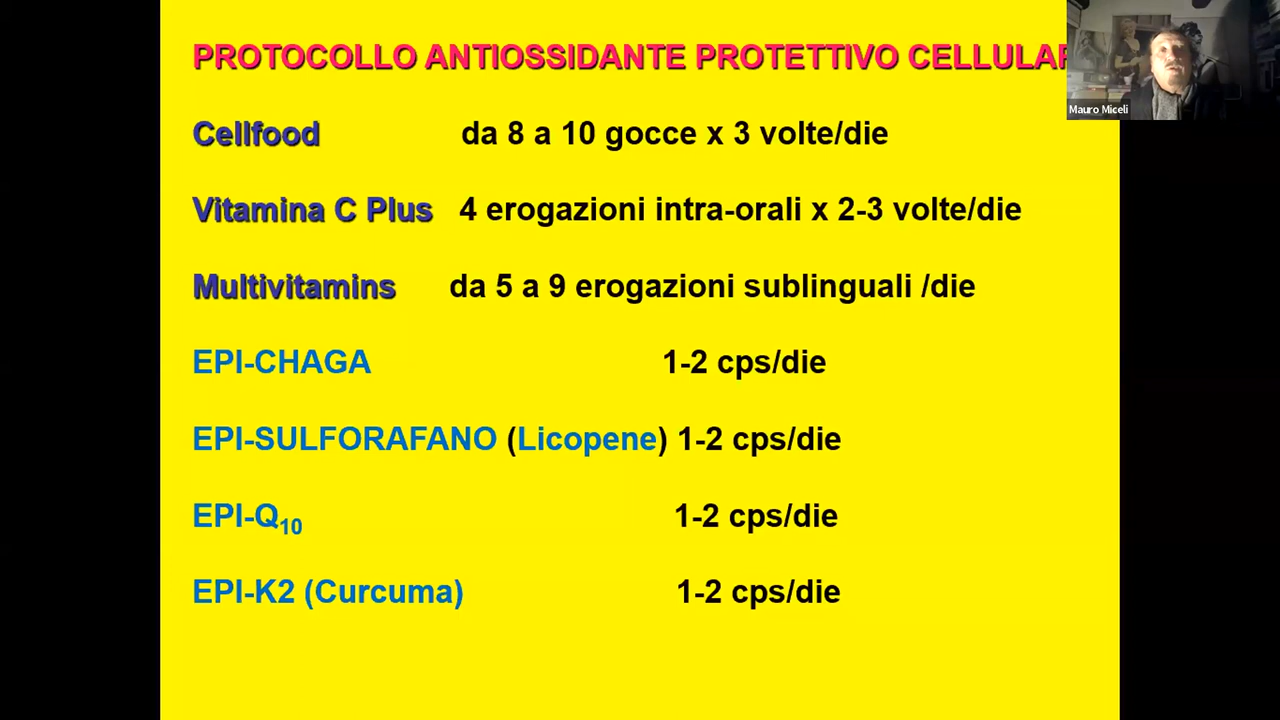 PROTOCOLLO ANTIOSSIDANTE PROTETTIVO CELLULAR
Mauro Miceli
Cellfood da 8 a 10 gocce x 3 volte/die
Vitamina C Plus 4 erogazioni intra-orali x 2-3 volte/die
Multivitamins da 5 a 9 erogazioni sublinguali /die
EPI-CHAGA 1-2 cps/die
EPI-SULFORAFANO (Licopene) 1-2 cps/die
EPI-Q10 1-2 cps/die
EPI-K2 (Curcuma) 1-2 cps/die